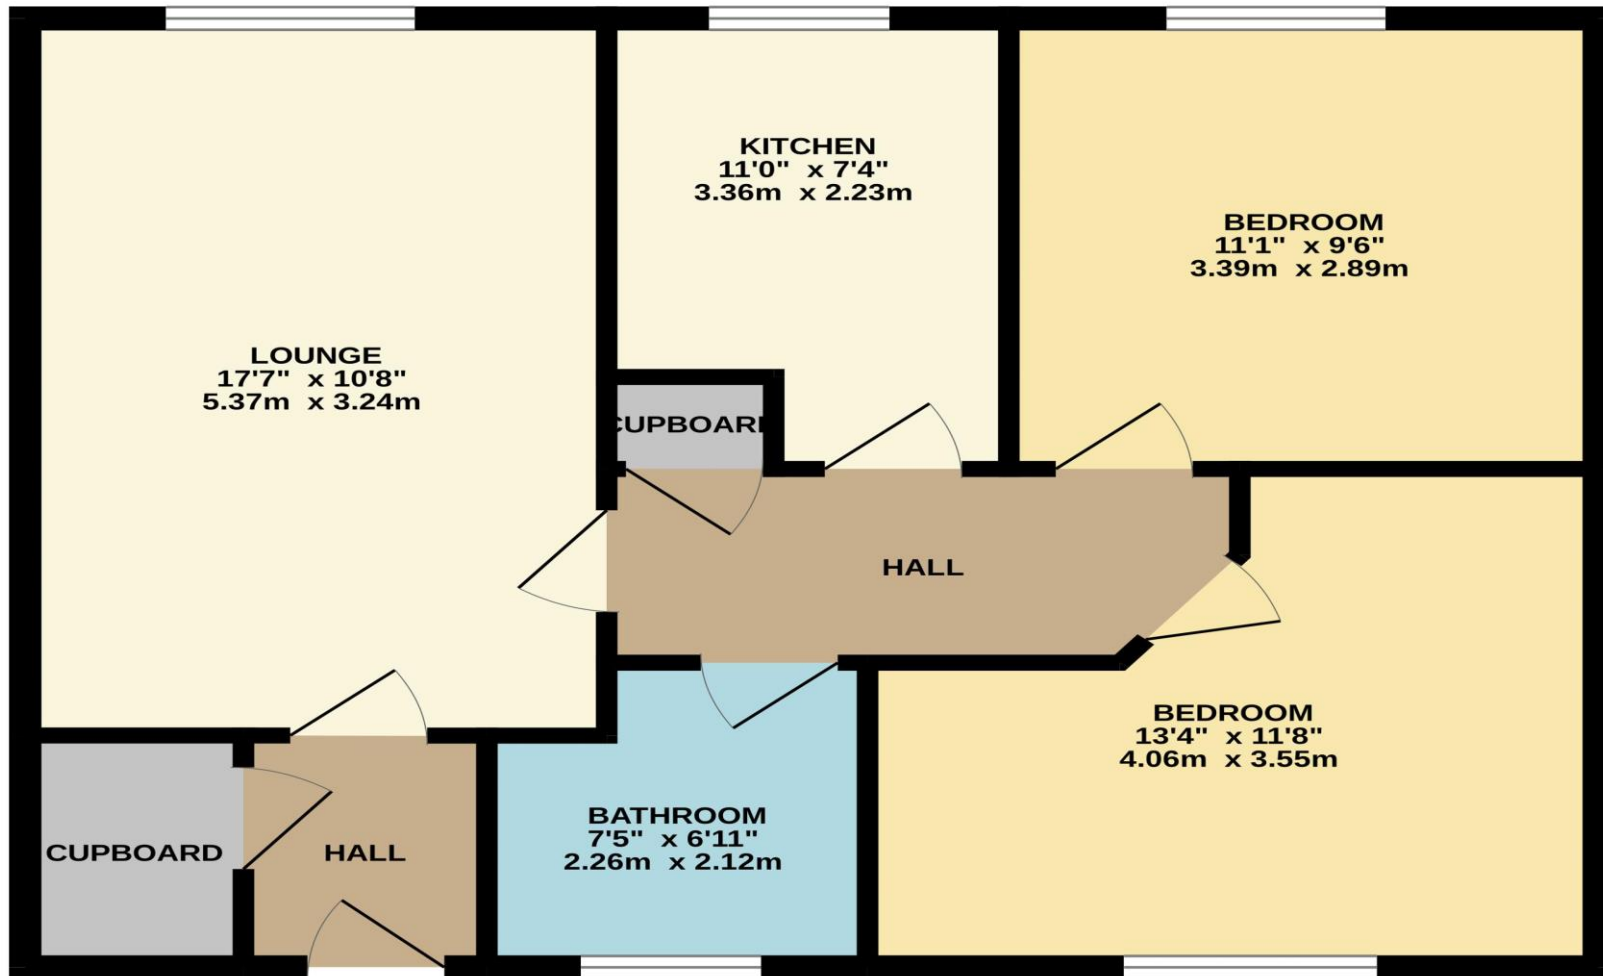 KITCHEN
11'0" x 7'4"
3.36m x 2.23m
BEDROOM
11'1" x 9'6"
3.39m x 2.89m
LOUNGE
17'7" x 10'8"
5.37m x 3.24m
CUPBOARD
HALL
BEDROOM
13'4" x 11'8"
4.06m x 3.55m
BATHROOM
7'5" x 6'11"
2.26m x 2.12m
CUPBOARD
HALL